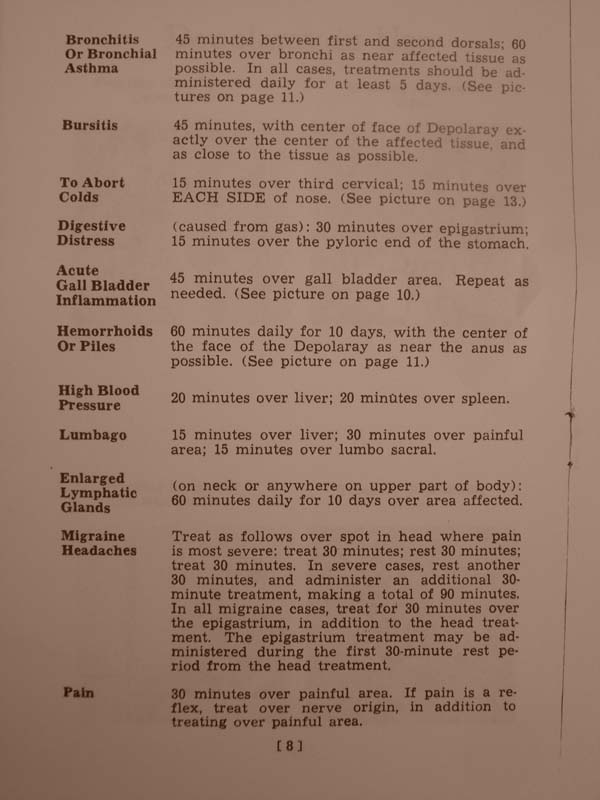 Bronchitis 45 minutes between first and second dorsals; 60
Or Bronchial minutes over bronchi as near affected tissue as
Asthma possible. In all cases, treatments should be ad-
ministered daily for at least 5 days. (See pic-
tures on page 11.)
Bursitis 45 minutes, with center of face of Depolaray ex-
actly over the center of the affected tissue, and
as close to the tissue as possible.
To Abort 15 minutes over third cervical; 15 minutes over
Colds EACH SIDE of nose. (See picture on page 13.)
Digestive (caused from gas): 30 minutes over epigastrium;
Distress 15 minutes over the pyloric end of the stomach.
Acute
Gall Bladder 45 minutes over gall bladder area. Repeat as
Inflammation needed. (See picture on page 10.)
Hemorrhoids 60 minutes daily for 10 days, with the center of
Or Piles the face of the Depolaray as near the anus as
possible. (See picture on page 11.)
High Blood
Pressure 20 minutes over liver; 20 minutes over spleen.
Lumbago 15 minutes over liver; 30 minutes over painful
area; 15 minutes over lumbo sacral.
Enlarged
Lymphatic (on neck or anywhere on upper part of body):
Glands 60 minutes daily for 10 days over area affected.
Migraine Treat as follows over spot in head where pain
Headaches is most severe: treat 30 minutes; rest 30 minutes;
treat 30 minutes. In severe cases, rest another
30 minutes, and administer an additional 30-
minute treatment, making a total of 90 minutes.
In all migraine cases, treat for 30 minutes over
the epigastrium, in addition to the head treat-
ment. The epigastrium treatment may be ad-
ministered during the first 30-minute rest pe-
riod from the head treatment.
Pain 30 minutes over painful area. If pain is a re-
flex, treat over nerve origin, in addition to
treating over painful area.
[ 8 ]